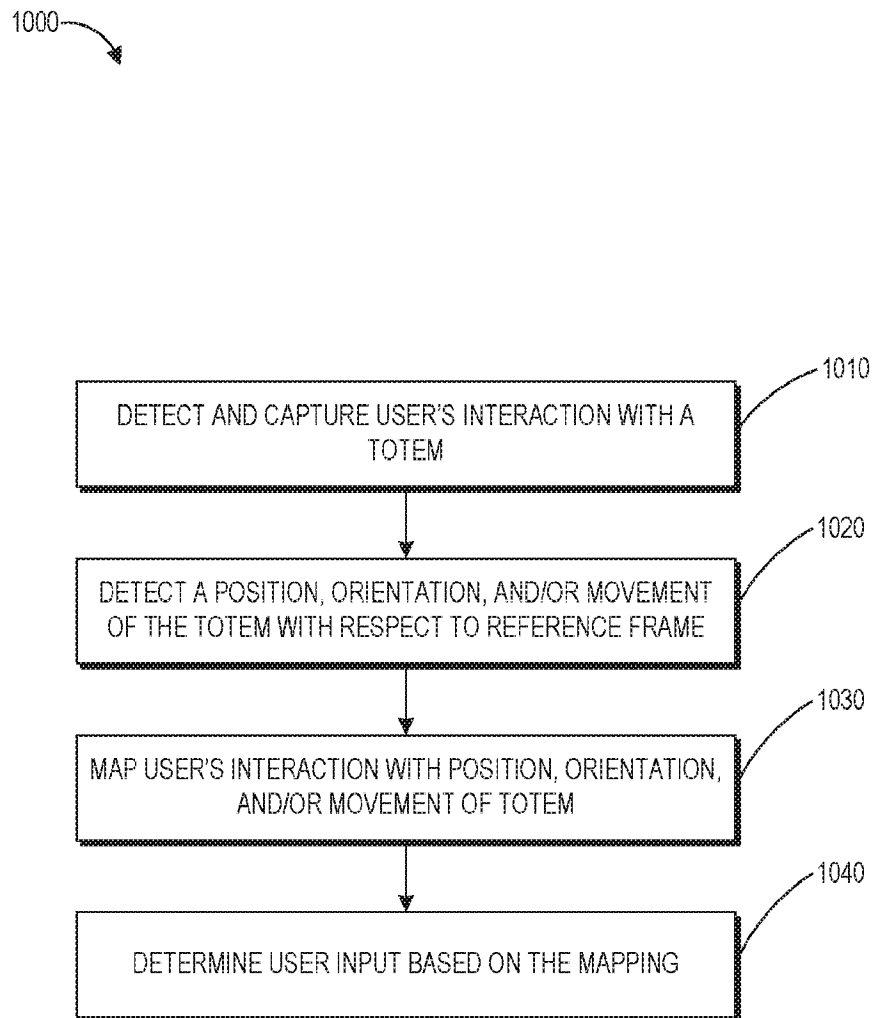 1000
1010
DETECT AND CAPTURE USER'S INTERACTION WITH A
TOTEM
1020
DETECT A POSITION, ORIENTATION, AND/OR MOVEMENT
OF THE TOTEM WITH RESPECT TO REFERENCE FRAME
1030
MAP USER'S INTERACTION WITH POSITION, ORIENTATION,
AND/OR MOVEMENT OF TOTEM
1040
DETERMINE USER INPUT BASED ON THE MAPPING